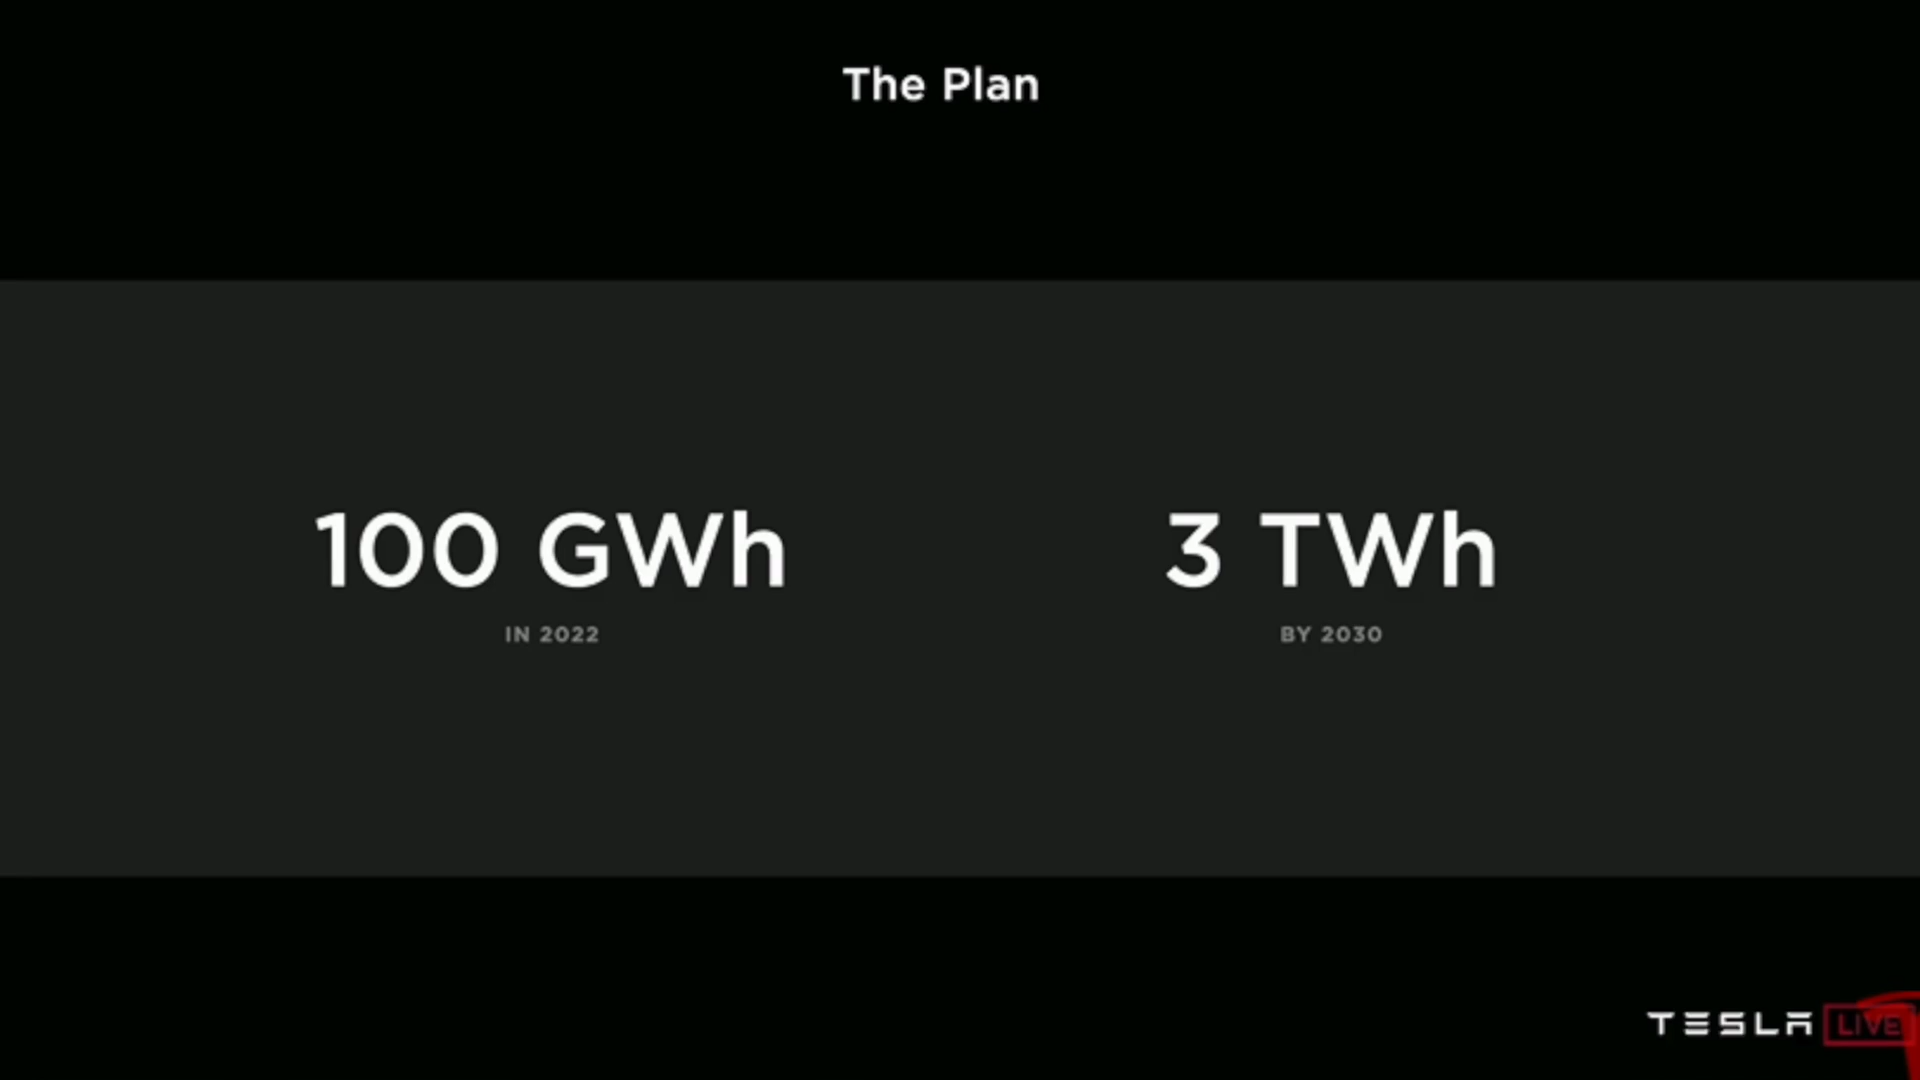 The Plan
100 GWh
IN 2022
3 TWh
BY 2030
TESLA LIVE